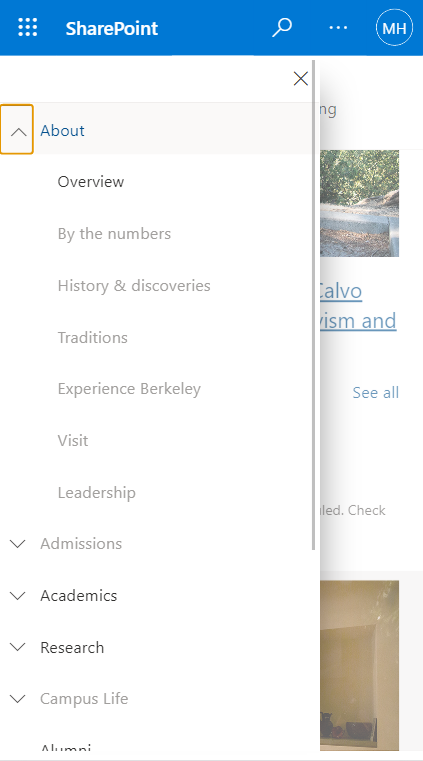 SharePoint
MH
About
Overview
By the numbers
History & discoveries
Traditions
Experience Berkeley
Visit
Leadership
Admissions
Academics
Research
Campus Life
Alumni
ng
Calvo
vism and
See all
led. Check